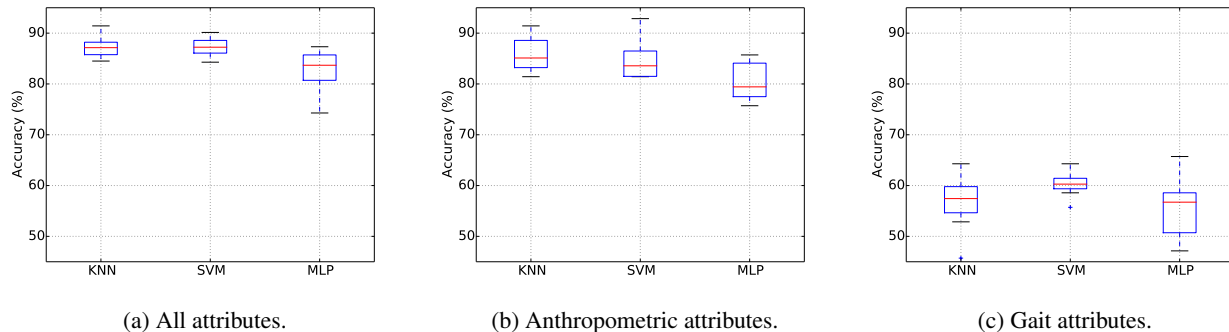 Accuracy (%)
90
80
70
60
50
KNN
SVM
MLP
(a) All attributes.
Accuracy (%)
90
80
70
60
50
KNN
SVM
MLP
(b) Anthropometric attributes.
Accuracy (%)
90
80
70
60
50
KNN
SVM
MLP
(c) Gait attributes.